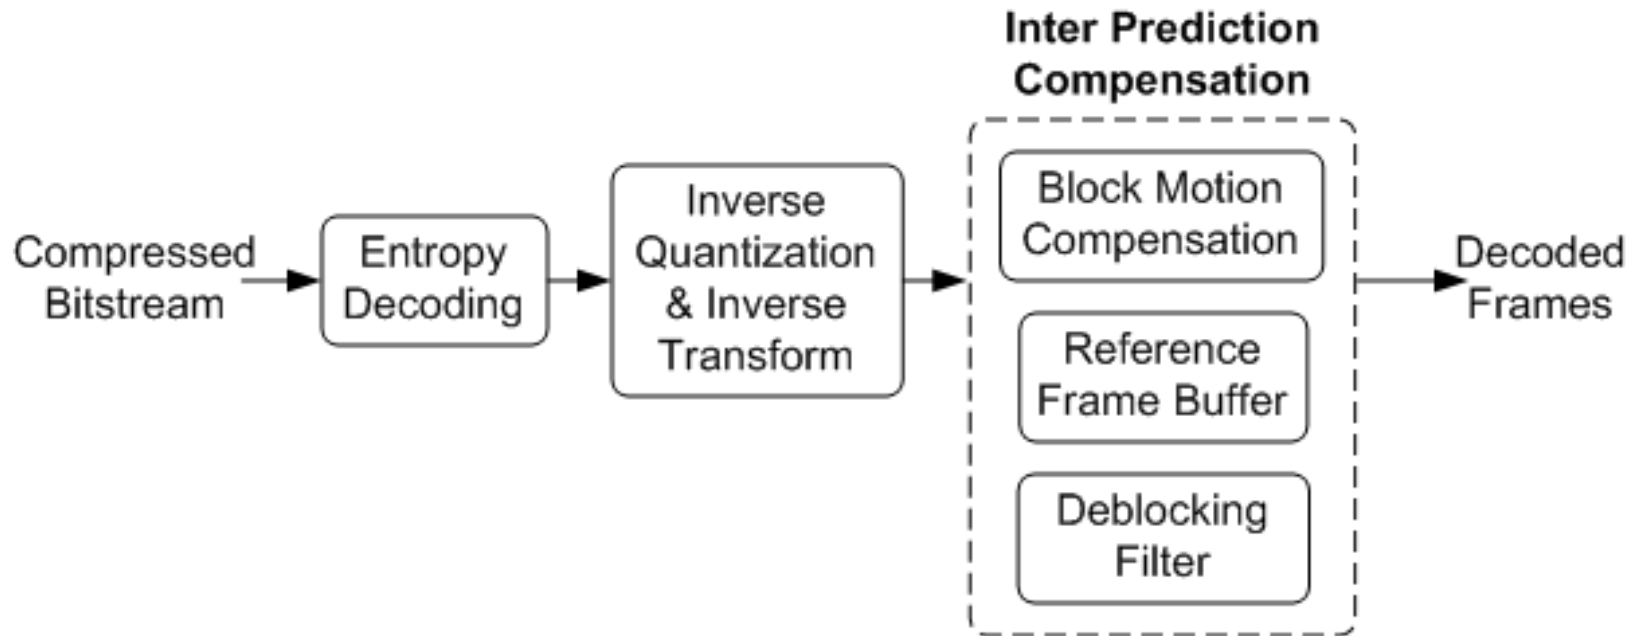 Inter Prediction
Compensation
Compressed
Bitstream
Entropy
Decoding
Inverse
Quantization
& Inverse
Transform
Block Motion
Compensation
Reference
Frame Buffer
Deblocking
Filter
Decoded
Frames